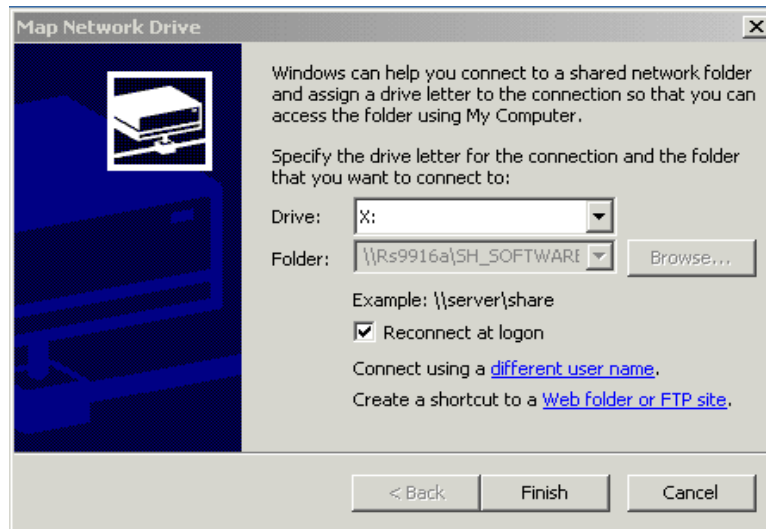 Map Network Drive
Windows can help you connect to a shared network folder
and assign a drive letter to the connection so that you can
access the folder using My Computer.
Specify the drive letter for the connection and the folder
that you want to connect to:
Drive: X:
Folder: \\Rs9916a\SH_SOFTWARE Browse...
Example: \\server\share
Reconnect at logon
Connect using a different user name.
Create a shortcut to a Web folder or FTP site.
< Back Finish Cancel